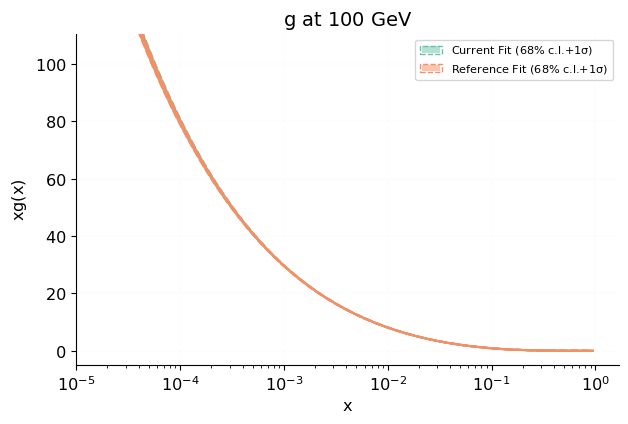 g at 100 GeV
Current Fit (68% c.l.+1σ)
Reference Fit (68% c.l.+1σ)
xg(x)
100
80
60
40
20
0
10⁻⁵ 10⁻⁴ 10⁻³ 10⁻² 10⁻¹ 10⁰
x